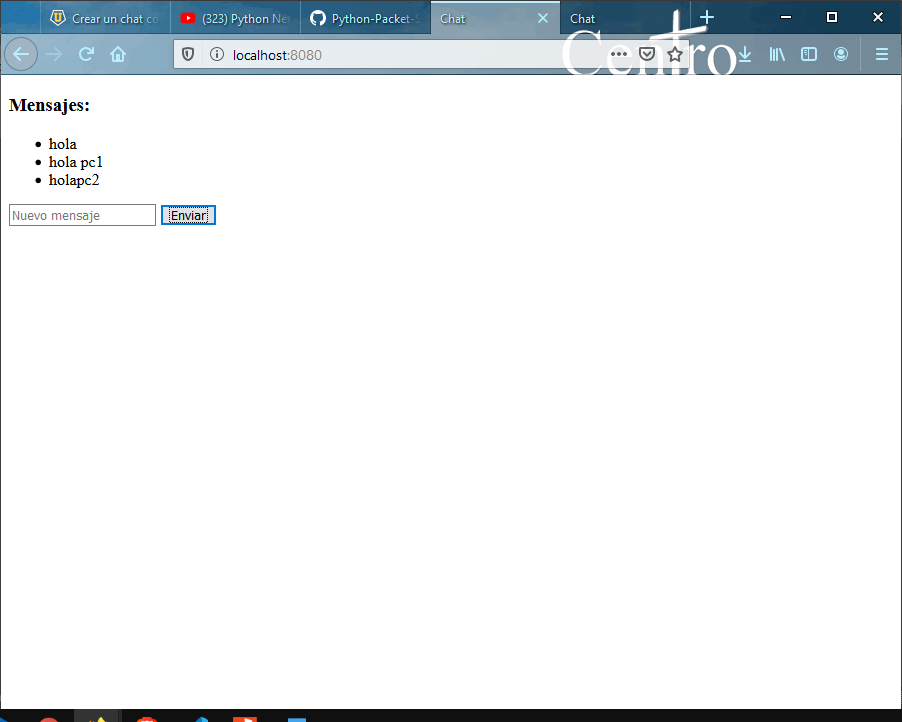 Crear un chat co
(323) Python Ne
Python-Packet-S
Chat
Chat
Centro
localhost:8080
Mensajes:
hola
hola pc1
holapc2
Nuevo mensaje
Enviar